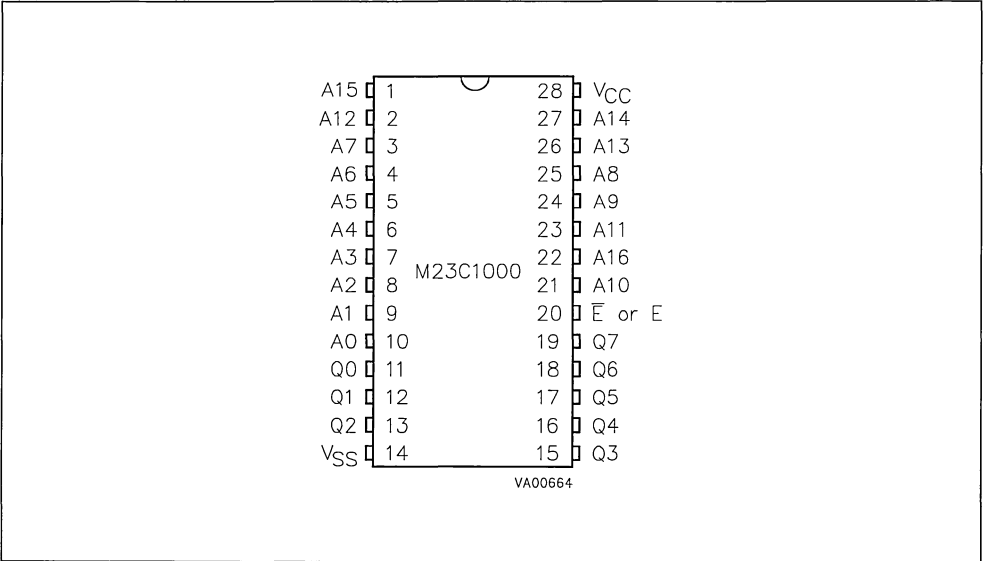 A15 1 28 VCC
A12 2 27 A14
A7 3 26 A13
A6 4 25 A8
A5 5 24 A9
A4 6 23 A11
A3 7 22 A16
M23C1000
A2 8 21 A10
A1 9 20 E̅ or E
A0 10 19 Q7
Q0 11 18 Q6
Q1 12 17 Q5
Q2 13 16 Q4
VSS 14 15 Q3
VA00664